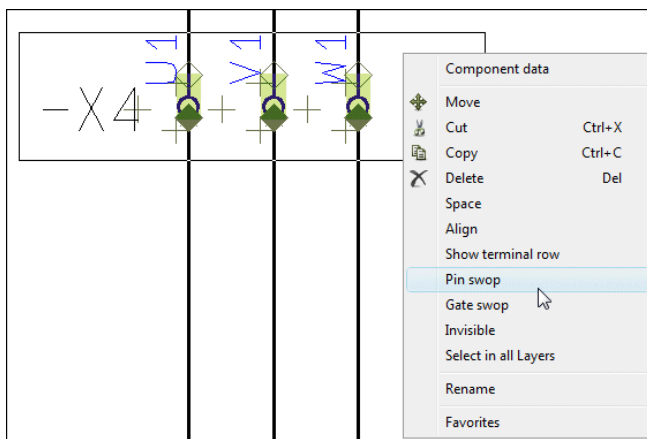 U1
V1
W1
-X4
Component data
Move
Cut Ctrl+X
Copy Ctrl+C
Delete Del
Space
Align
Show terminal row
Pin swop
Gate swop
Invisible
Select in all Layers
Rename
Favorites